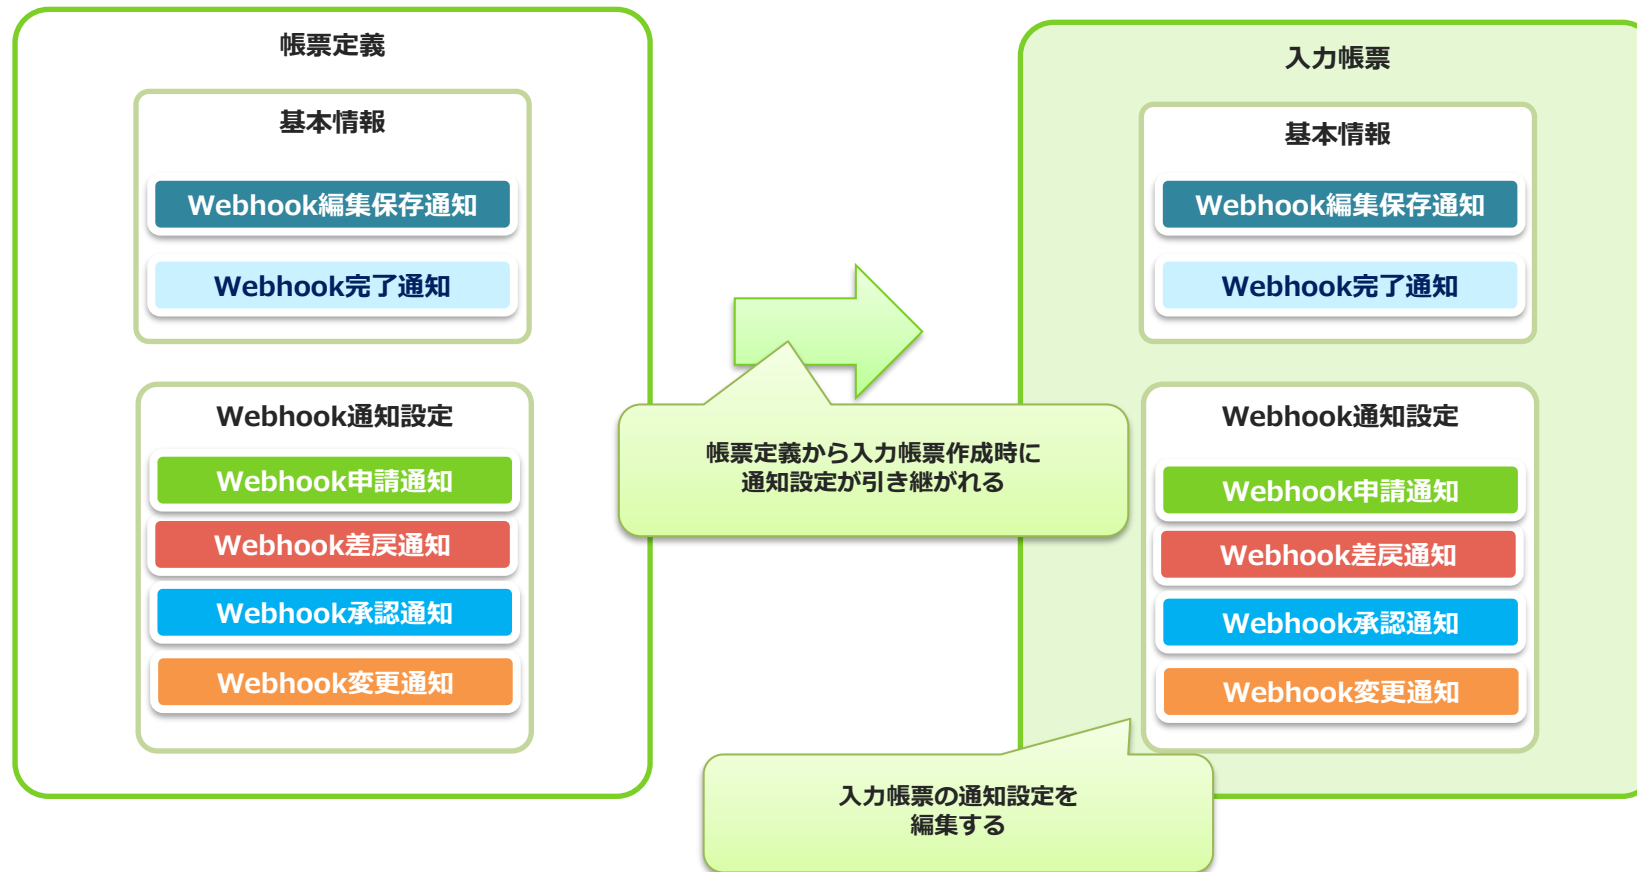 帳票定義
基本情報
Webhook編集保存通知
Webhook完了通知
Webhook通知設定
Webhook申請通知
Webhook差戻通知
Webhook承認通知
Webhook変更通知
帳票定義から入力帳票作成時に
通知設定が引き継がれる
入力帳票
基本情報
Webhook編集保存通知
Webhook完了通知
Webhook通知設定
Webhook申請通知
Webhook差戻通知
Webhook承認通知
Webhook変更通知
入力帳票の通知設定を
編集する